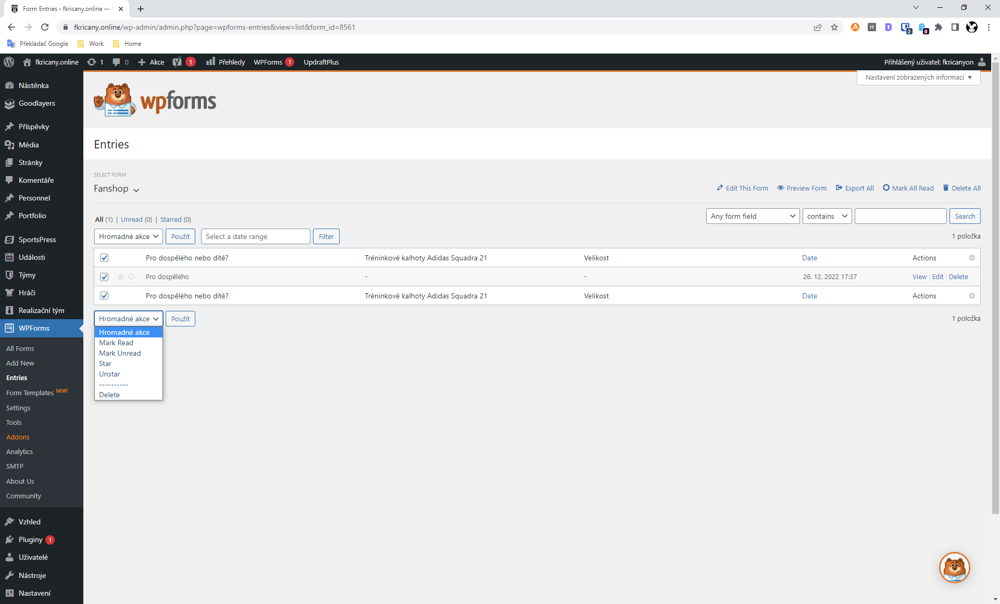 Form Entries ‹ fkricany.online —
fkricany.online/wp-admin/admin.php?page=wpforms-entries&view=list&form_id=8561
H
D
2
0
Překladač Google
Work
Home
fkricany.online
1
0
Akce
1
Přehledy
WPForms 1
UpdraftPlus
Přihlášený uživatel: fkricanyon
Nastavení zobrazených informací
Nástěnka
Goodlayers
Příspěvky
Média
Stránky
Komentáře
Personnel
Portfolio
SportsPress
Události
Týmy
Hráči
Realizační tým
WPForms
All Forms
Add New
Entries
Form Templates NEW!
Settings
Tools
Addons
Analytics
SMTP
About Us
Community
Vzhled
Pluginy 1
Uživatelé
Nástroje
Nastavení
wpforms
Entries
SELECT FORM
Fanshop
Edit This Form
Preview Form
Export All
Mark All Read
Delete All
All (1) | Unread (0) | Starred (0)
Any form field
contains
Search
Hromadné akce
Použít
Select a date range
Filter
1 položka
Pro dospělého nebo dítě? Tréninkové kalhoty Adidas Squadra 21 Velikost Date Actions
Pro dospělého - - 26. 12. 2022 17:37 View | Edit | Delete
Pro dospělého nebo dítě? Tréninkové kalhoty Adidas Squadra 21 Velikost Date Actions
Hromadné akce
Použít
1 položka
Hromadné akce
Mark Read
Mark Unread
Star
Unstar
----------
Delete